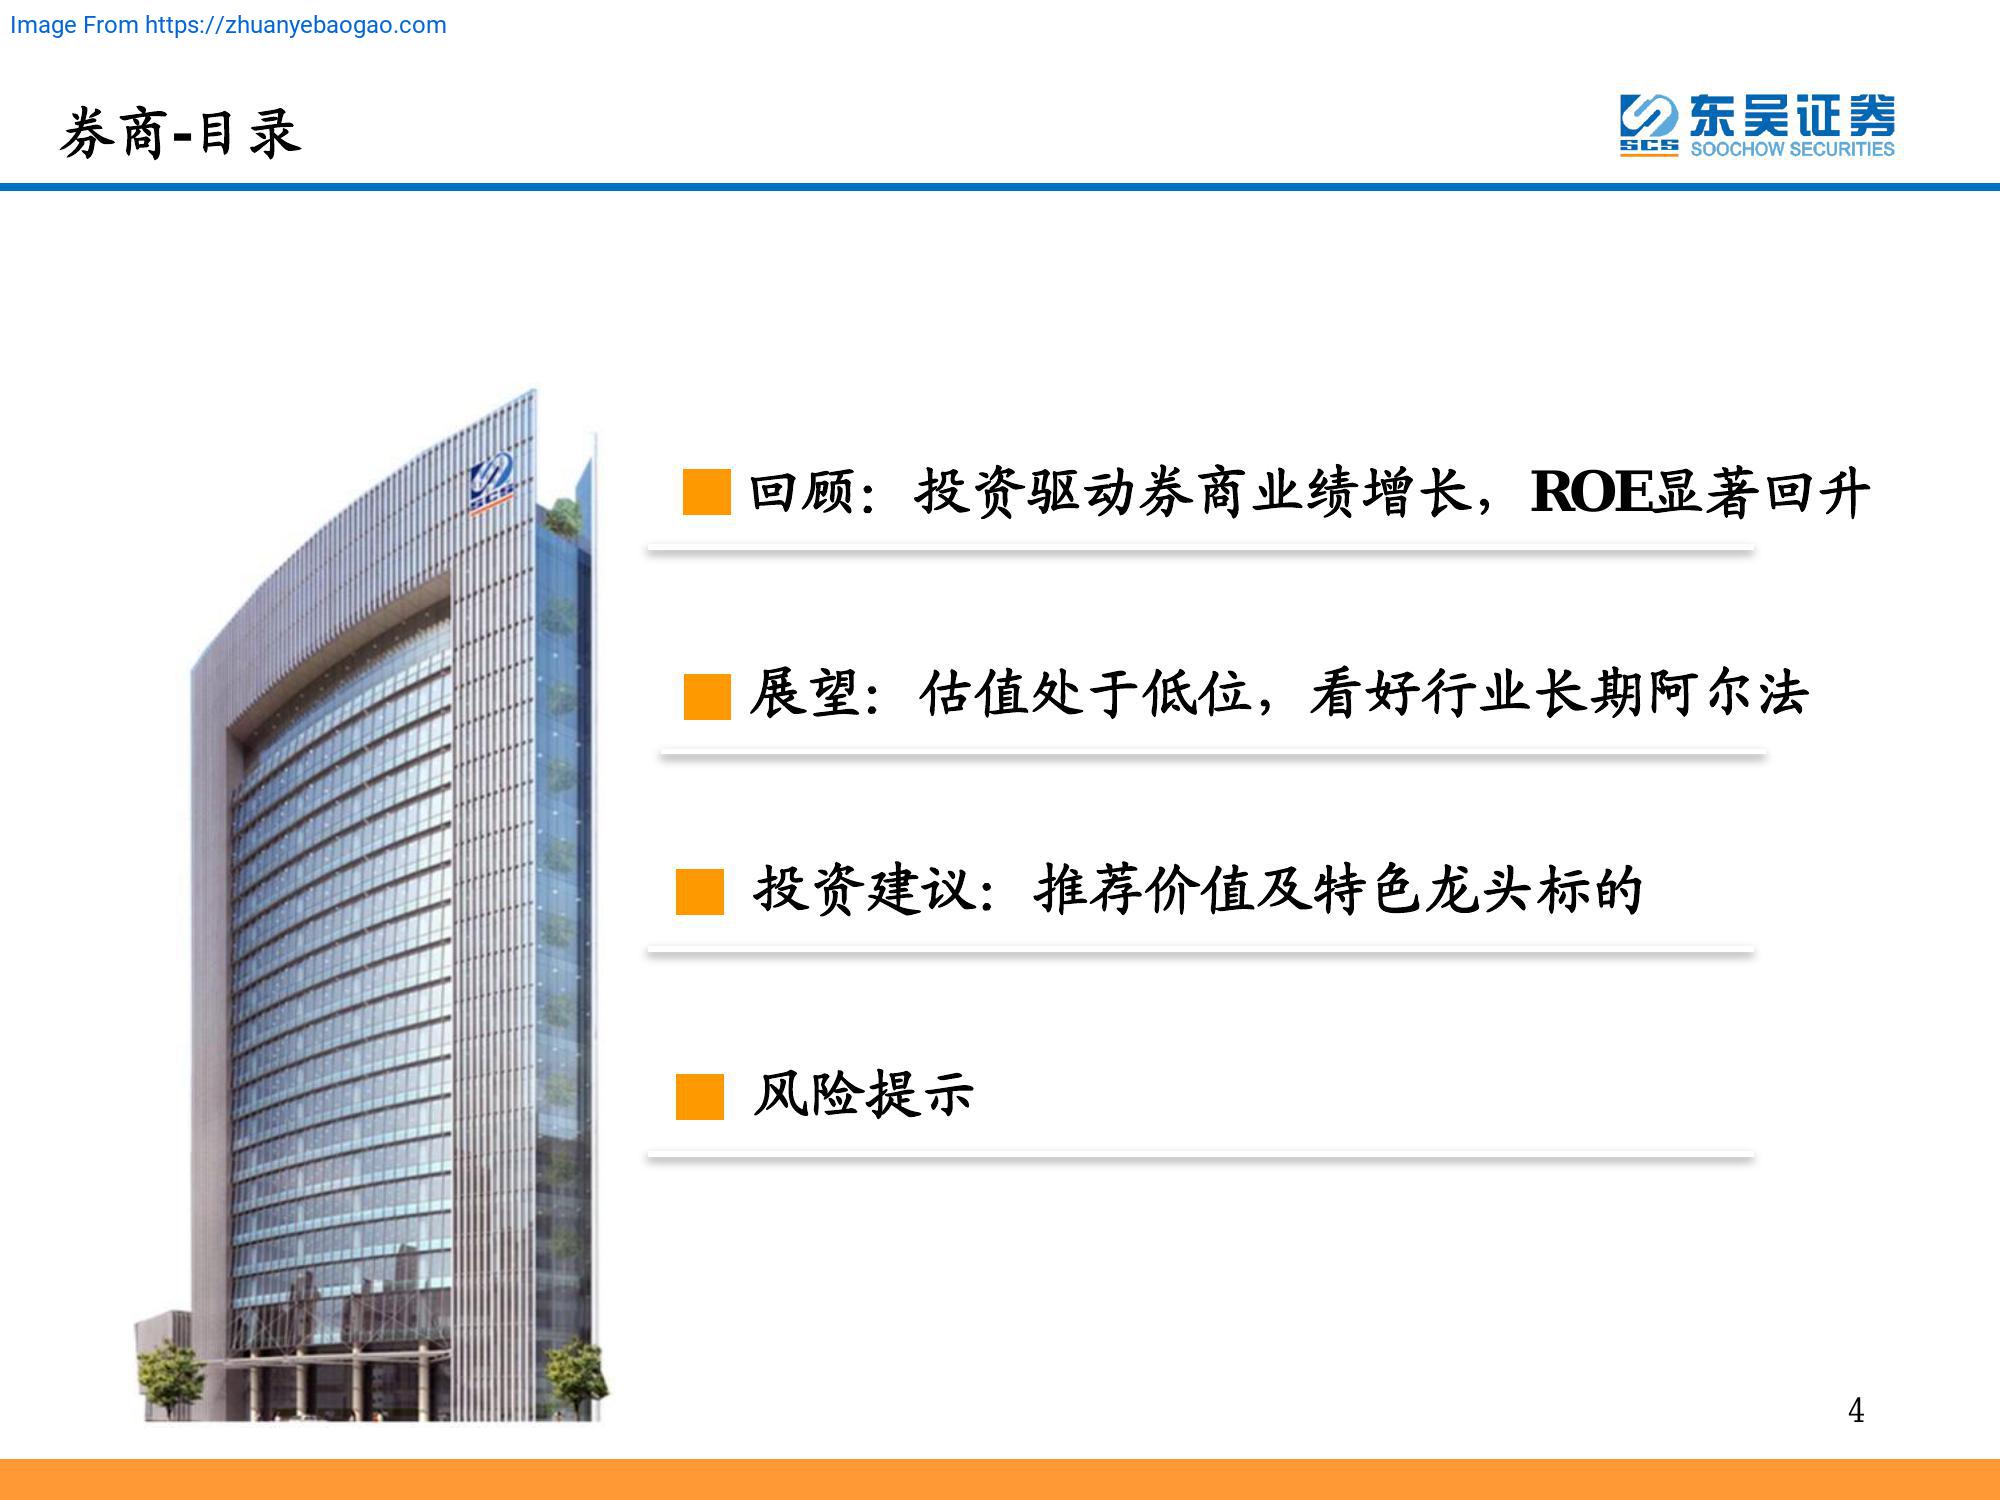 Image From https://zhuanyebaogao.com
券商-目录
东吴证券
SCS
SOOCHOW SECURITIES
SCS
回顾：投资驱动券商业绩增长，ROE显著回升
展望：估值处于低位，看好行业长期阿尔法
投资建议：推荐价值及特色龙头标的
风险提示
4